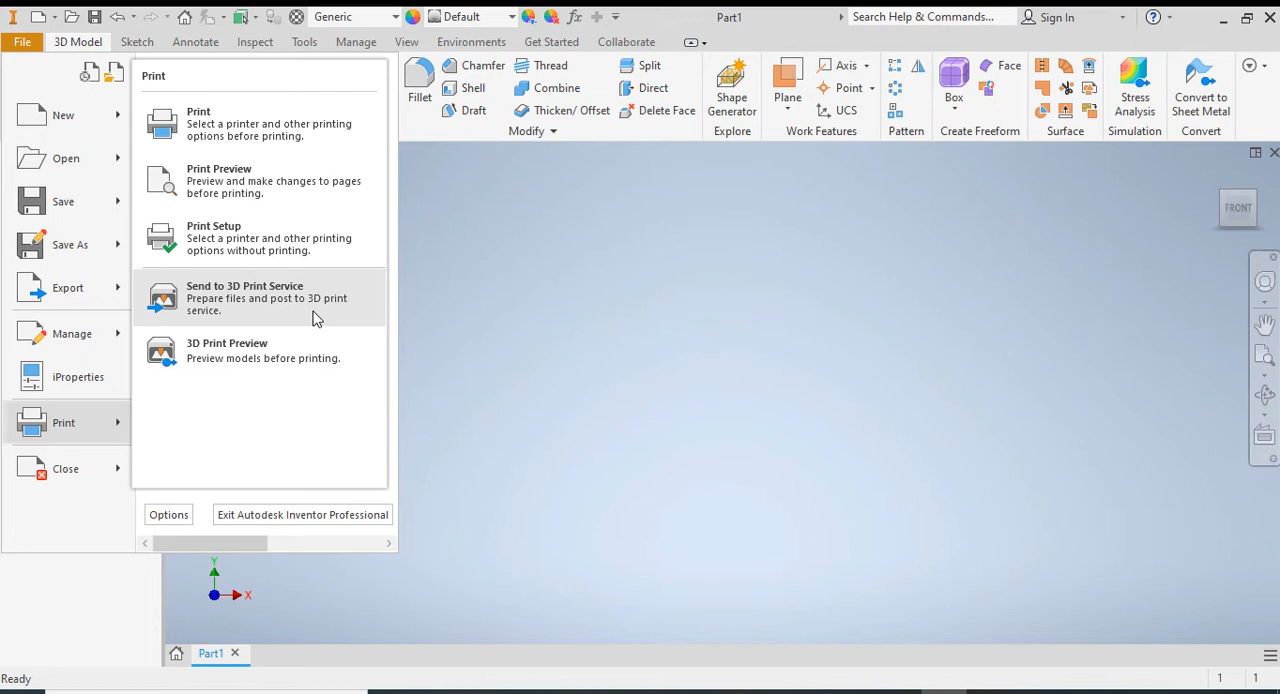 Generic
Default
fx
Part1
Search Help & Commands...
Sign In
?
File
3D Model
Sketch
Annotate
Inspect
Tools
Manage
View
Environments
Get Started
Collaborate
New
Open
Save
Save As
Export
Manage
iProperties
Print
Close
Print
Print
Select a printer and other printing
options before printing.
Print Preview
Preview and make changes to pages
before printing.
Print Setup
Select a printer and other printing
options without printing.
Send to 3D Print Service
Prepare files and post to 3D print
service.
3D Print Preview
Preview models before printing.
Options
Exit Autodesk Inventor Professional
Fillet
Chamfer
Shell
Draft
Thread
Combine
Thicken/ Offset
Split
Direct
Delete Face
Modify
Shape
Generator
Explore
Plane
Axis
Point
UCS
Work Features
Pattern
Box
Face
Create Freeform
Surface
Stress
Analysis
Simulation
Convert to
Sheet Metal
Convert
FRONT
Y
X
Part1
Ready
1
1